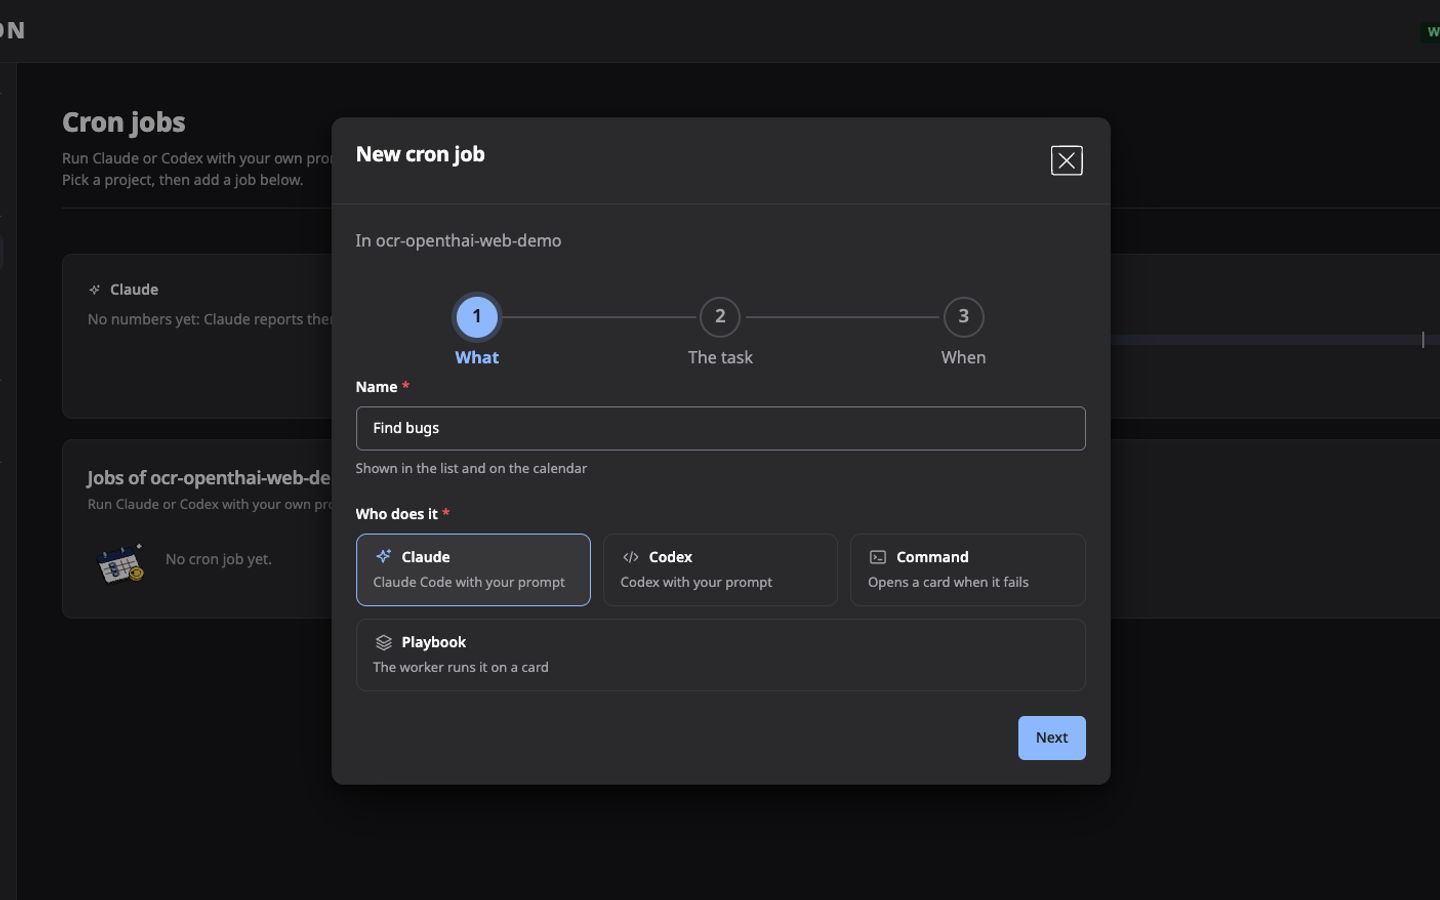 ON
W
Cron jobs
Run Claude or Codex with your own
Pick a project, then add a job below.
Claude
No numbers yet: Claude reports
Jobs of ocr-openthai-web-de
Run Claude or Codex with your own
No cron job yet.
New cron job
In ocr-openthai-web-demo
1
2
3
What
The task
When
Name *
Find bugs
Shown in the list and on the calendar
Who does it *
Claude
Claude Code with your prompt
Codex
Codex with your prompt
Command
Opens a card when it fails
Playbook
The worker runs it on a card
Next